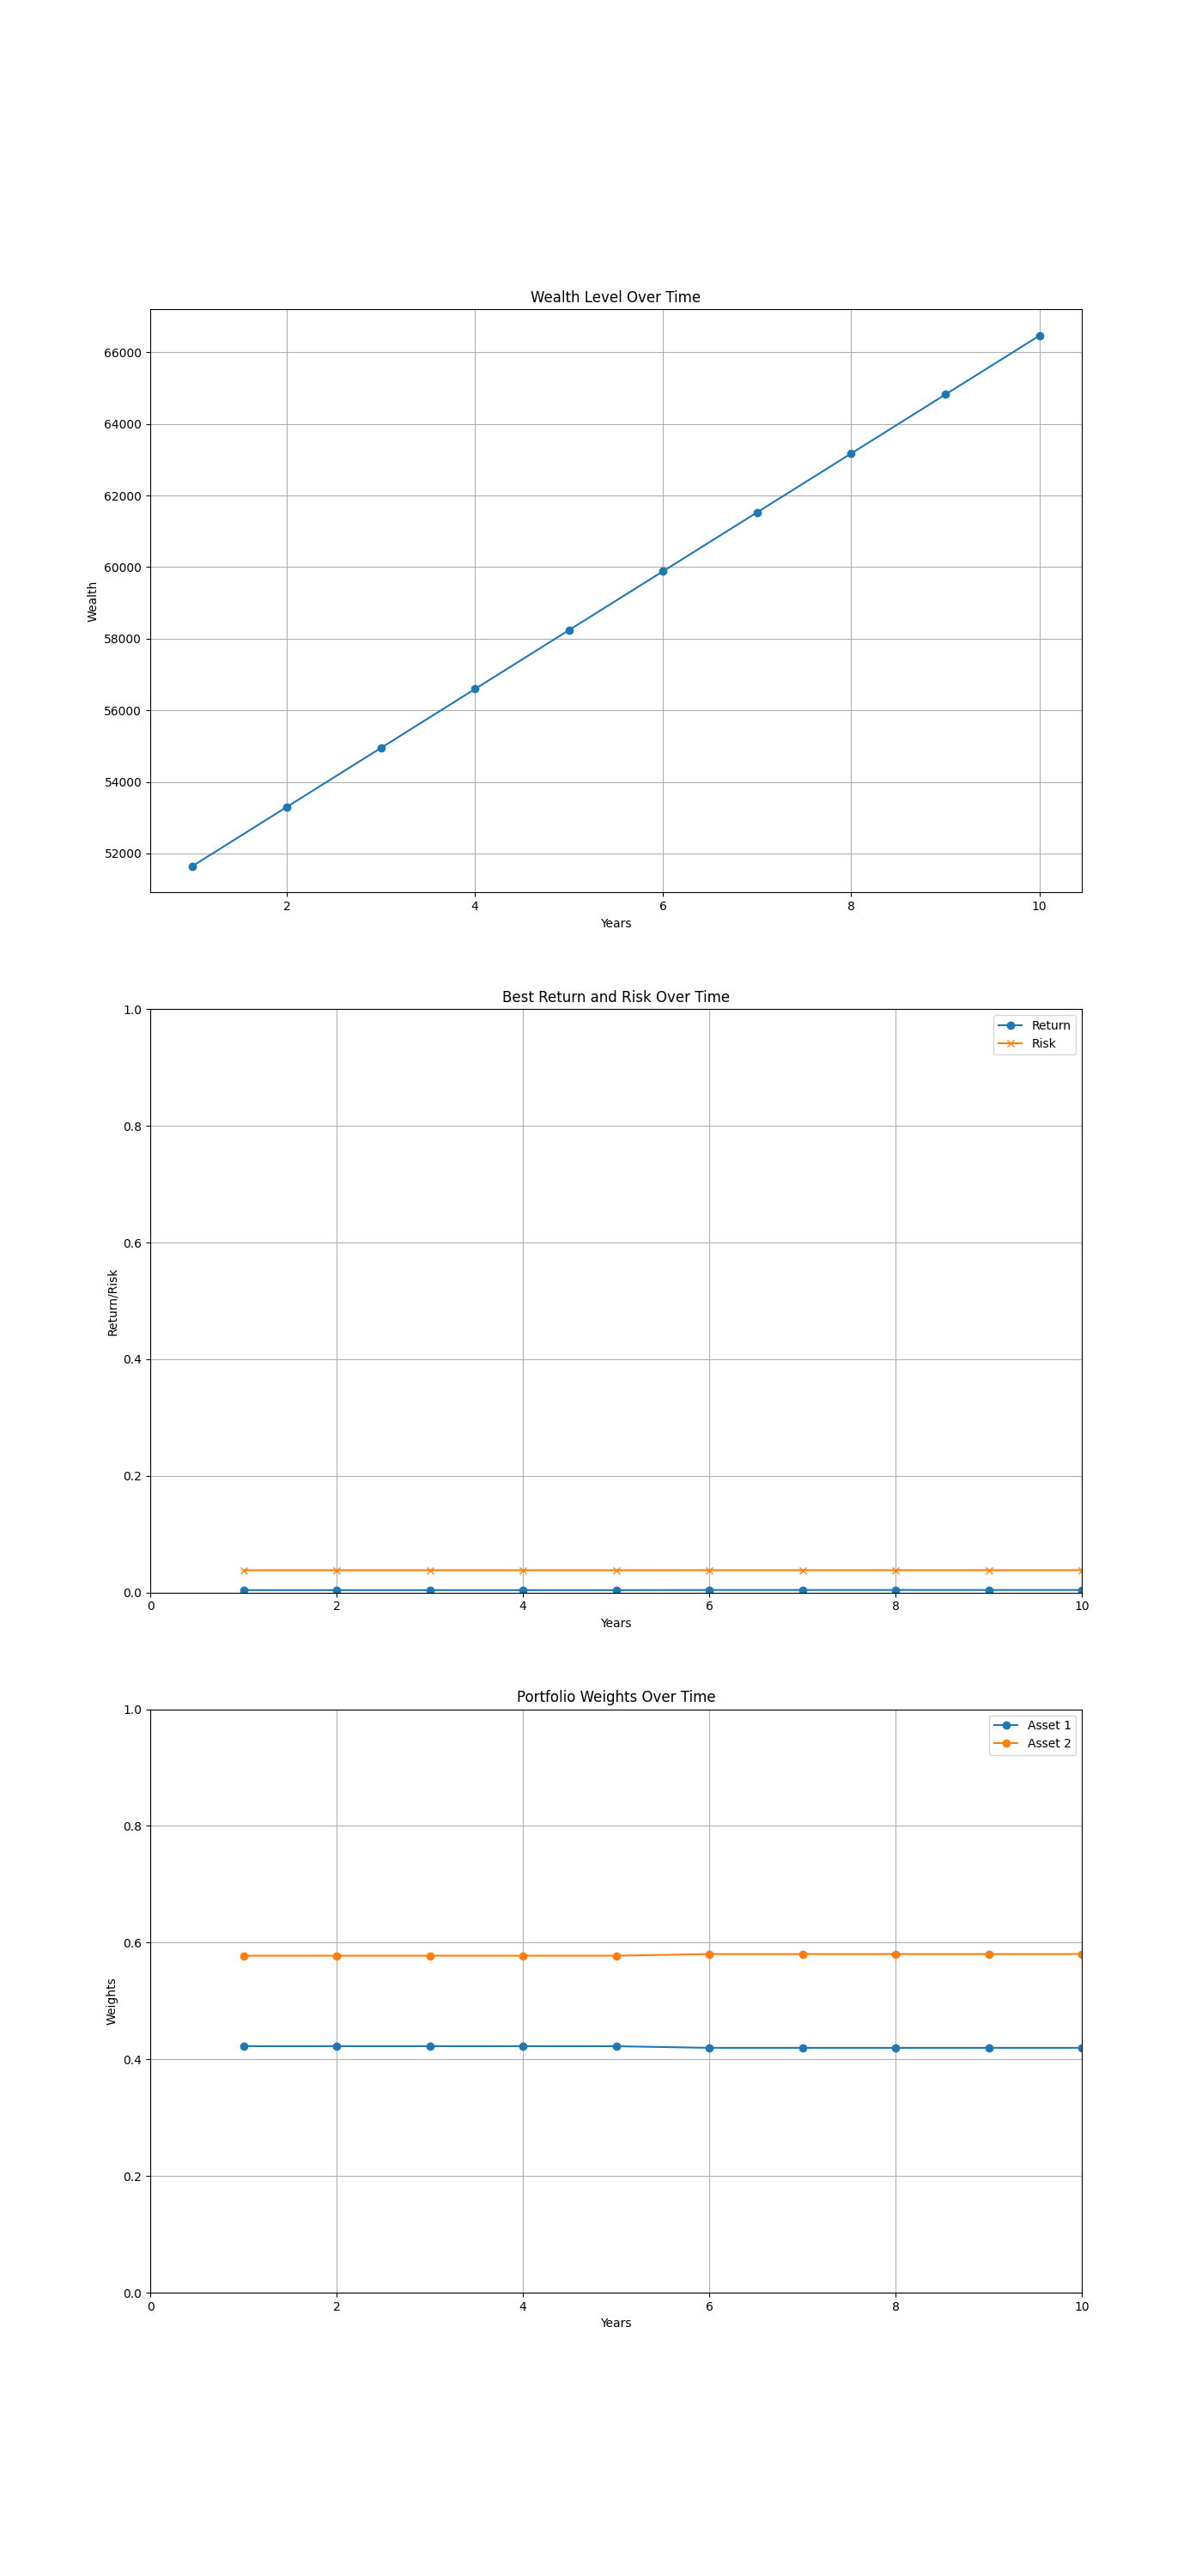 Wealth Level Over Time
66000
64000
62000
60000
58000
56000
54000
52000
Wealth
2 4 6 8 10
Years
Best Return and Risk Over Time
1.0
0.8
0.6
0.4
0.2
0.0
Return/Risk
Return
Risk
0 2 4 6 8 10
Years
Portfolio Weights Over Time
1.0
0.8
0.6
0.4
0.2
0.0
Weights
Asset 1
Asset 2
0 2 4 6 8 10
Years